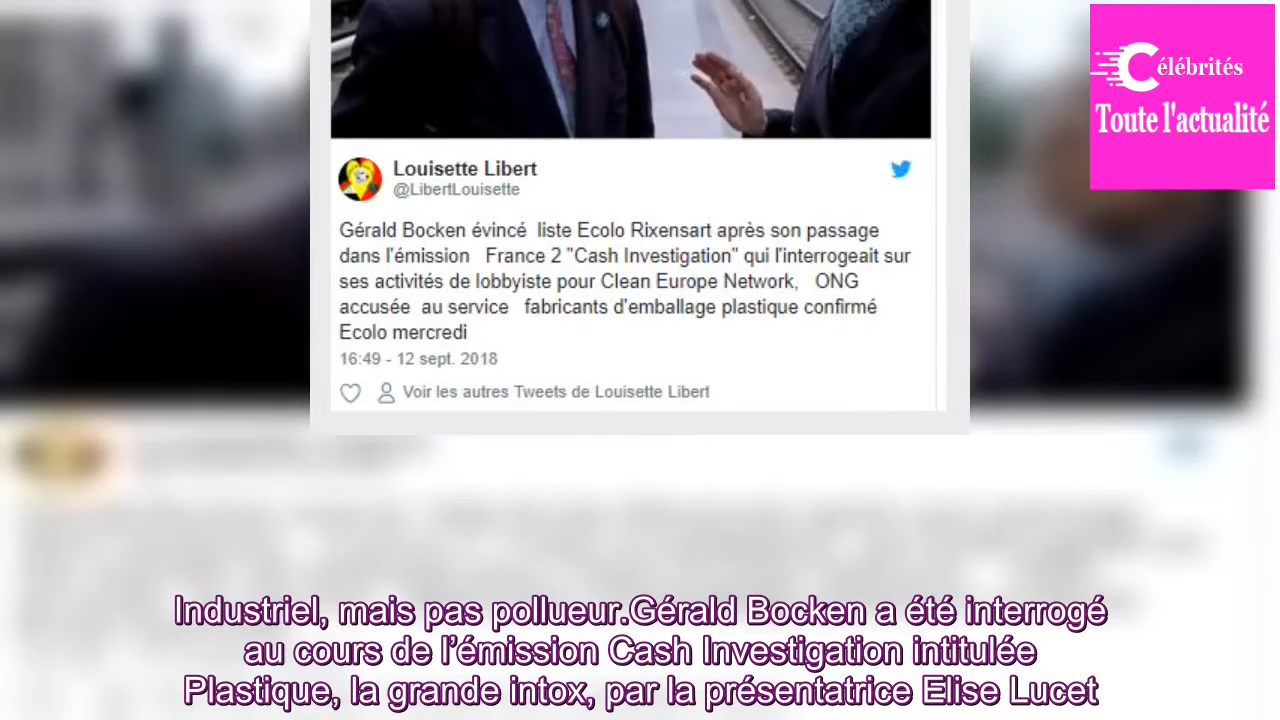 Célébrités
Toute l'actualité
Louisette Libert
@LibertLouisette
Gérald Bocken évincé liste Ecolo Rixensart après son passage
dans l'émission France 2 "Cash Investigation" qui l'interrogeait sur
ses activités de lobbyiste pour Clean Europe Network, ONG
accusée au service fabricants d'emballage plastique confirmé
Ecolo mercredi
16:49 - 12 sept. 2018
Voir les autres Tweets de Louisette Libert
Industriel, mais pas pollueur.Gérald Bocken a été interrogé
au cours de l’émission Cash Investigation intitulée
Plastique, la grande intox, par la présentatrice Elise Lucet